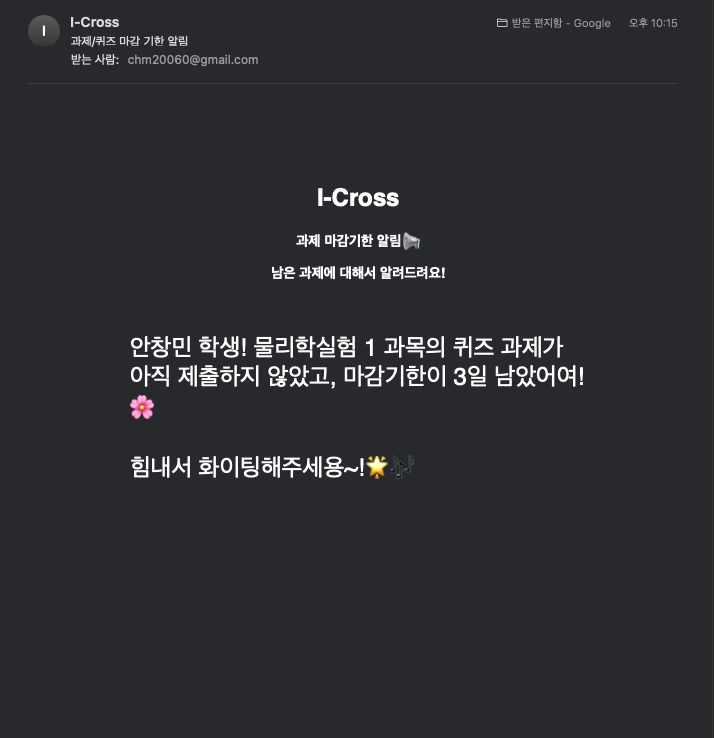 I
I-Cross
받은 편지함 - Google
오후 10:15
과제/퀴즈 마감 기한 알림
받는 사람: chm20060@gmail.com
I-Cross
과제 마감기한 알림
남은 과제에 대해서 알려드려요!
안창민 학생! 물리학실험 1 과목의 퀴즈 과제가
아직 제출하지 않았고, 마감기한이 3일 남았어여!
🌸
힘내서 화이팅해주세용~!🌟🎶